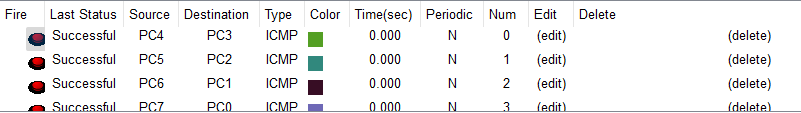 Fire Last Status Source Destination Type Color Time(sec) Periodic Num Edit Delete
Successful PC4 PC3 ICMP 0.000 N 0 (edit) (delete)
Successful PC5 PC2 ICMP 0.000 N 1 (edit) (delete)
Successful PC6 PC1 ICMP 0.000 N 2 (edit) (delete)
Successful PC7 PC0 ICMP 0.000 N 3 (edit) (delete)